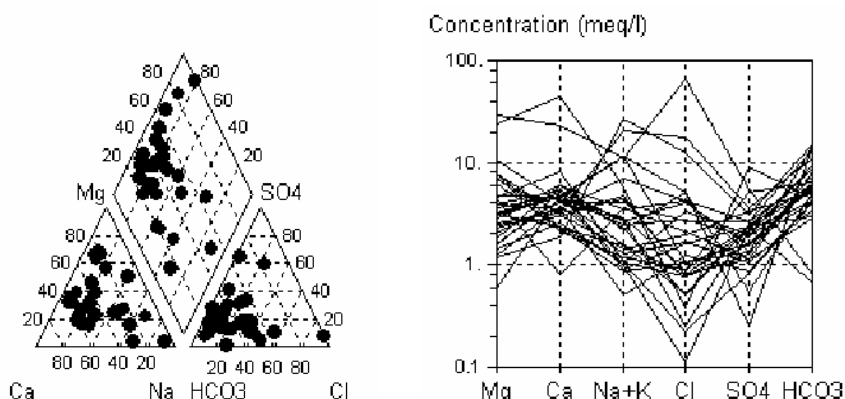 Concentration (meq/l)
100.
10.
1.
0.1
Mg Ca Na+K Cl SO4 HCO3
80 80
60 60
40 40
20 20
Mg SO4
80 80
60 60
40 40
20 20
80 60 40 20 20 40 60 80
Ca Na HCO3 Cl